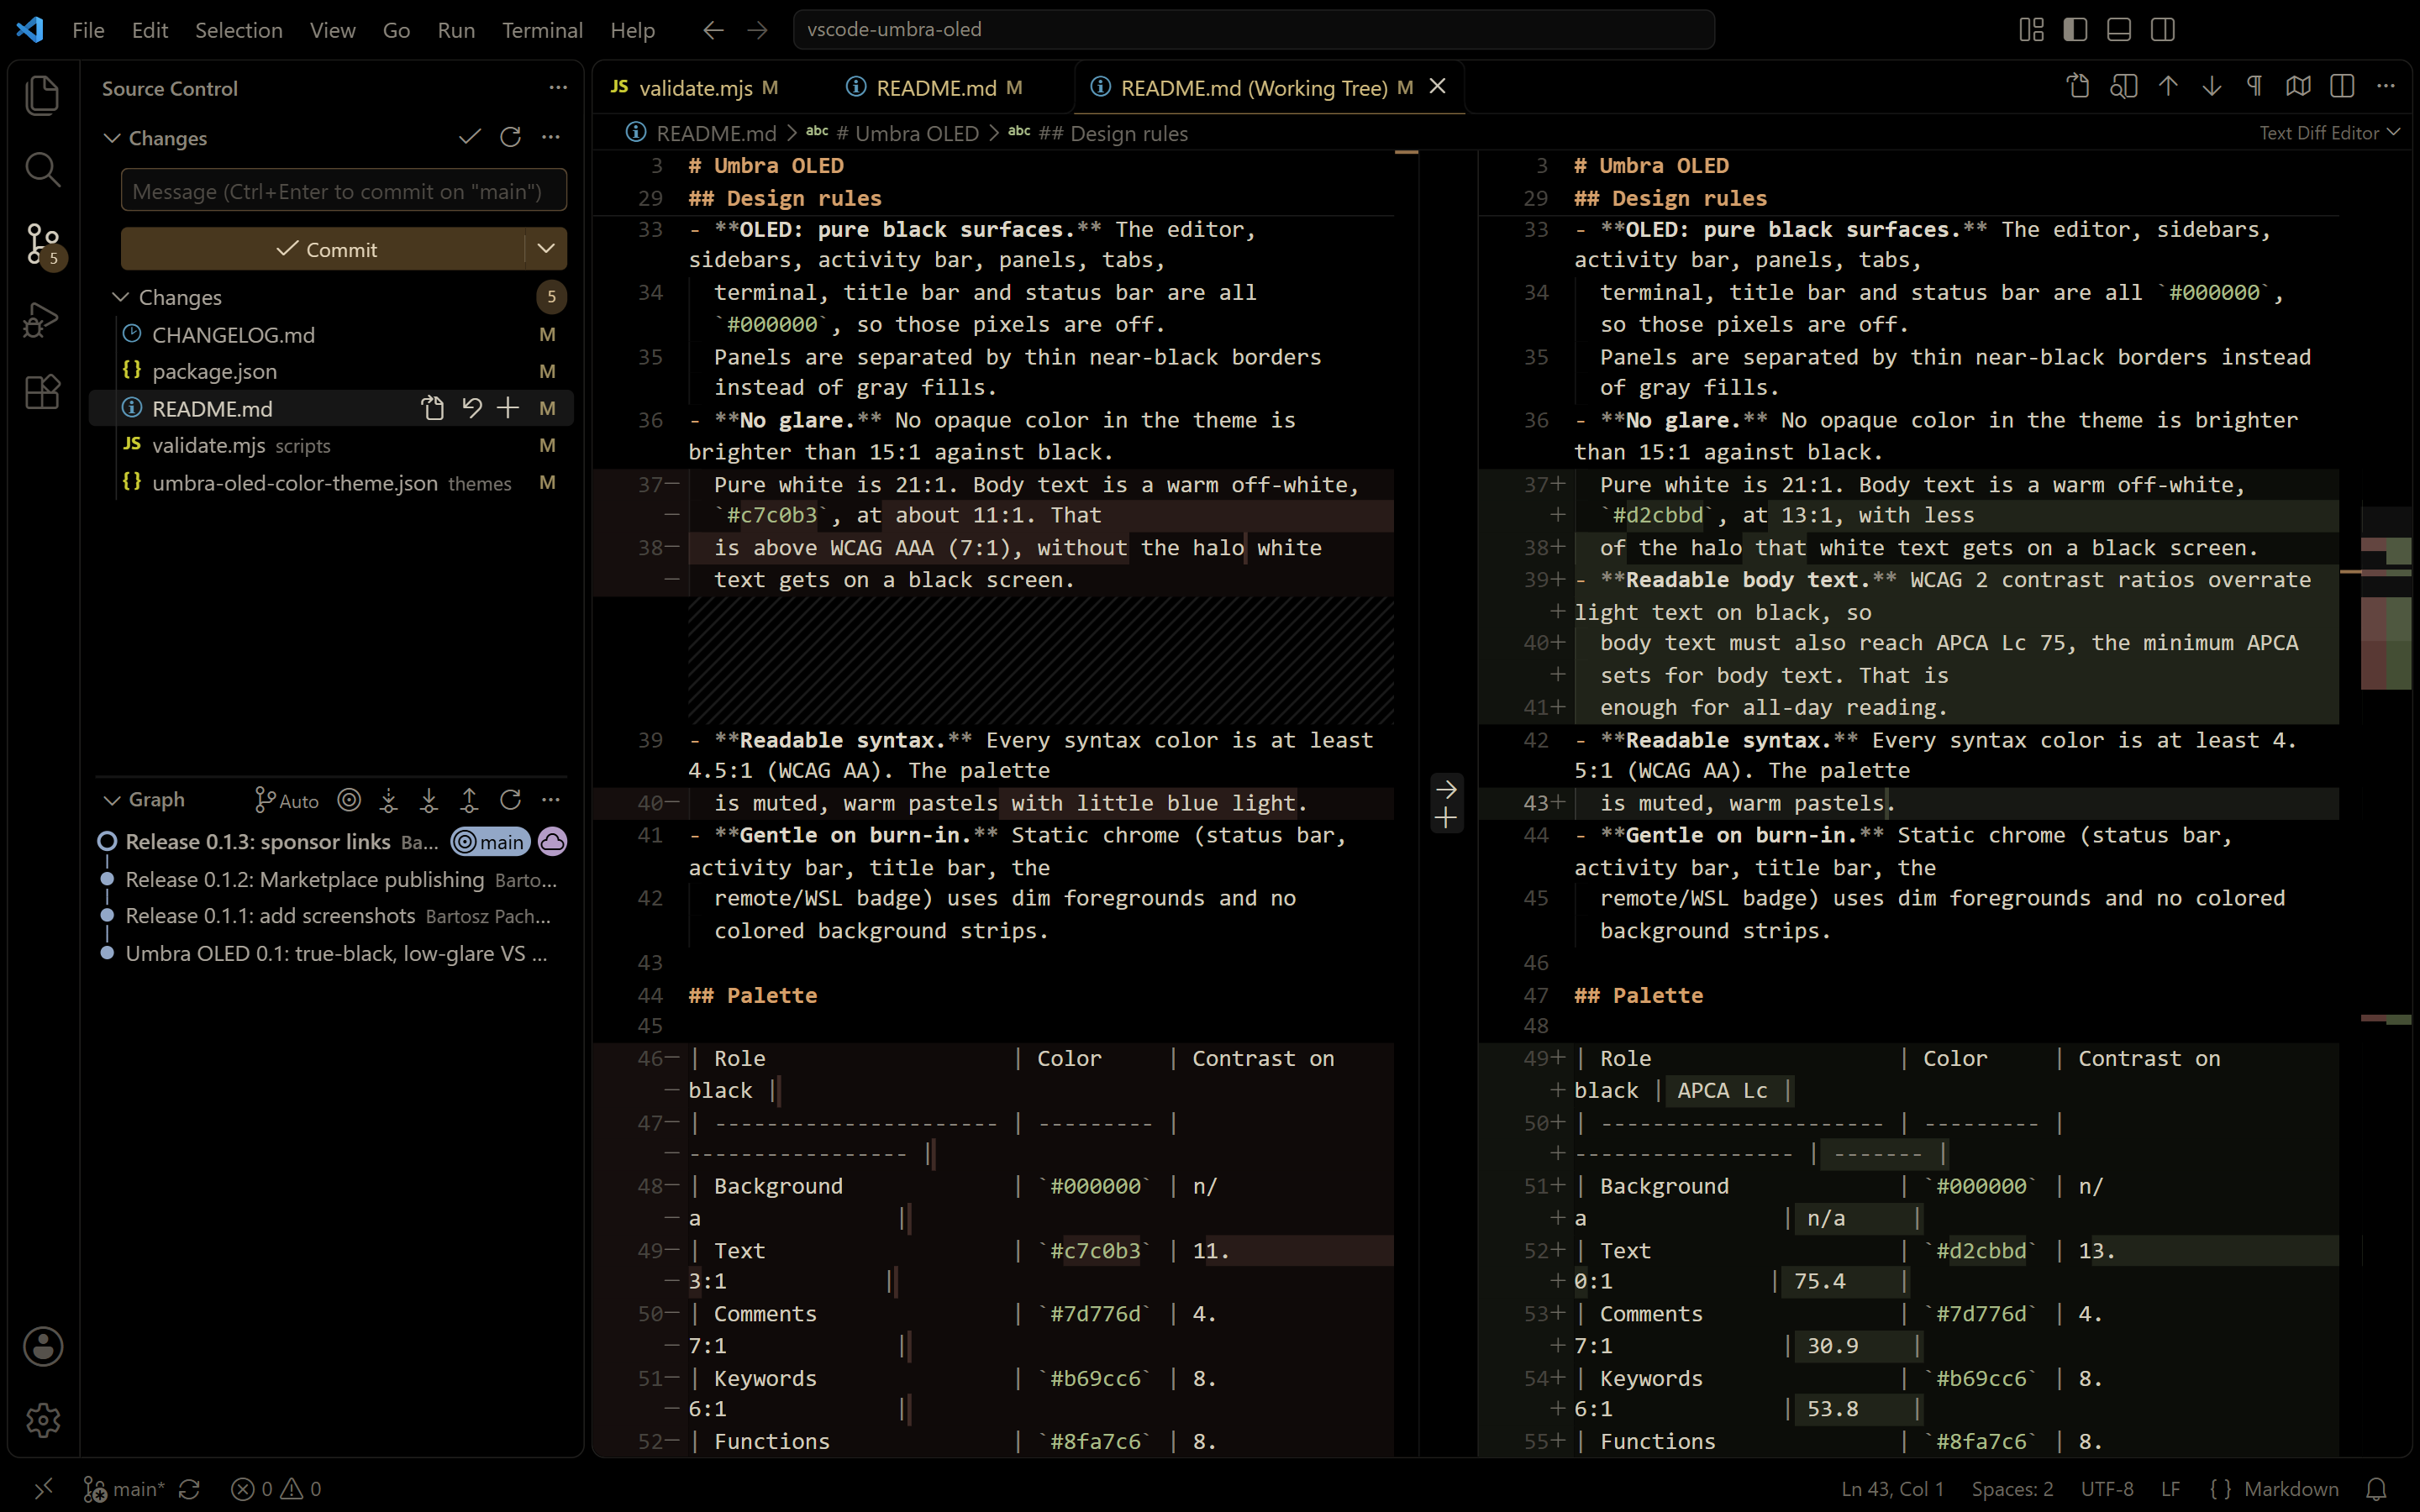 File Edit Selection View Go Run Terminal Help
vscode-umbra-oled
Source Control
Changes
Message (Ctrl+Enter to commit on "main")
Commit
5
Changes 5
CHANGELOG.md M
package.json M
README.md M
JS validate.mjs scripts M
umbra-oled-color-theme.json themes M
Graph Auto
Release 0.1.3: sponsor links Ba... main
Release 0.1.2: Marketplace publishing Barto...
Release 0.1.1: add screenshots Bartosz Pach...
Umbra OLED 0.1: true-black, low-glare VS ...
JS validate.mjs M README.md M README.md (Working Tree) M
README.md > abc # Umbra OLED > abc ## Design rules
Text Diff Editor
3 # Umbra OLED
29 ## Design rules
33 - **OLED: pure black surfaces.** The editor,
sidebars, activity bar, panels, tabs,
34 terminal, title bar and status bar are all
`#000000`, so those pixels are off.
35 Panels are separated by thin near-black borders
instead of gray fills.
36 - **No glare.** No opaque color in the theme is
brighter than 15:1 against black.
37— Pure white is 21:1. Body text is a warm off-white,
— `#c7c0b3`, at about 11:1. That
38— is above WCAG AAA (7:1), without the halo white
— text gets on a black screen.
39 - **Readable syntax.** Every syntax color is at least
4.5:1 (WCAG AA). The palette
40— is muted, warm pastels with little blue light.
41 - **Gentle on burn-in.** Static chrome (status bar,
activity bar, title bar, the
42 remote/WSL badge) uses dim foregrounds and no
colored background strips.
43
44 ## Palette
45
46— | Role | Color | Contrast on
— black |
47— | ---------------------- | --------- |
— ----------------- |
48— | Background | `#000000` | n/
— a |
49— | Text | `#c7c0b3` | 11.
— 3:1 |
50— | Comments | `#7d776d` | 4.
— 7:1 |
51— | Keywords | `#b69cc6` | 8.
— 6:1 |
52— | Functions | `#8fa7c6` | 8.
3 # Umbra OLED
29 ## Design rules
33 - **OLED: pure black surfaces.** The editor, sidebars,
activity bar, panels, tabs,
34 terminal, title bar and status bar are all `#000000`,
so those pixels are off.
35 Panels are separated by thin near-black borders instead
of gray fills.
36 - **No glare.** No opaque color in the theme is brighter
than 15:1 against black.
37+ Pure white is 21:1. Body text is a warm off-white,
+ `#d2cbbd`, at 13:1, with less
38+ of the halo that white text gets on a black screen.
39+ - **Readable body text.** WCAG 2 contrast ratios overrate
+ light text on black, so
40+ body text must also reach APCA Lc 75, the minimum APCA
+ sets for body text. That is
41+ enough for all-day reading.
42 - **Readable syntax.** Every syntax color is at least 4.
5:1 (WCAG AA). The palette
43+ is muted, warm pastels.
44 - **Gentle on burn-in.** Static chrome (status bar,
activity bar, title bar, the
45 remote/WSL badge) uses dim foregrounds and no colored
background strips.
46
47 ## Palette
48
49+ | Role | Color | Contrast on
+ black | APCA Lc |
50+ | ---------------------- | --------- |
+ ----------------- | ------- |
51+ | Background | `#000000` | n/
+ a | n/a |
52+ | Text | `#d2cbbd` | 13.
+ 0:1 | 75.4 |
53+ | Comments | `#7d776d` | 4.
+ 7:1 | 30.9 |
54+ | Keywords | `#b69cc6` | 8.
+ 6:1 | 53.8 |
55+ | Functions | `#8fa7c6` | 8.
main* 0 0
Ln 43, Col 1 Spaces: 2 UTF-8 LF { } Markdown